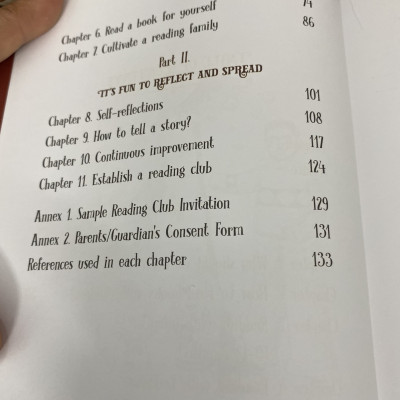 Chapter 6. Read a book for yourself 74
Chapter 7. Cultivate a reading family 86
Part II.
IT'S FUN TO REFLECT AND SPREAD
Chapter 8. Self-reflections 101
Chapter 9. How to tell a story? 108
Chapter 10. Continuous improvement 117
Chapter 11. Establish a reading club 124
Annex 1. Sample Reading Club Invitation 129
Annex 2. Parents/Guardian's Consent Form 131
References used in each chapter 133